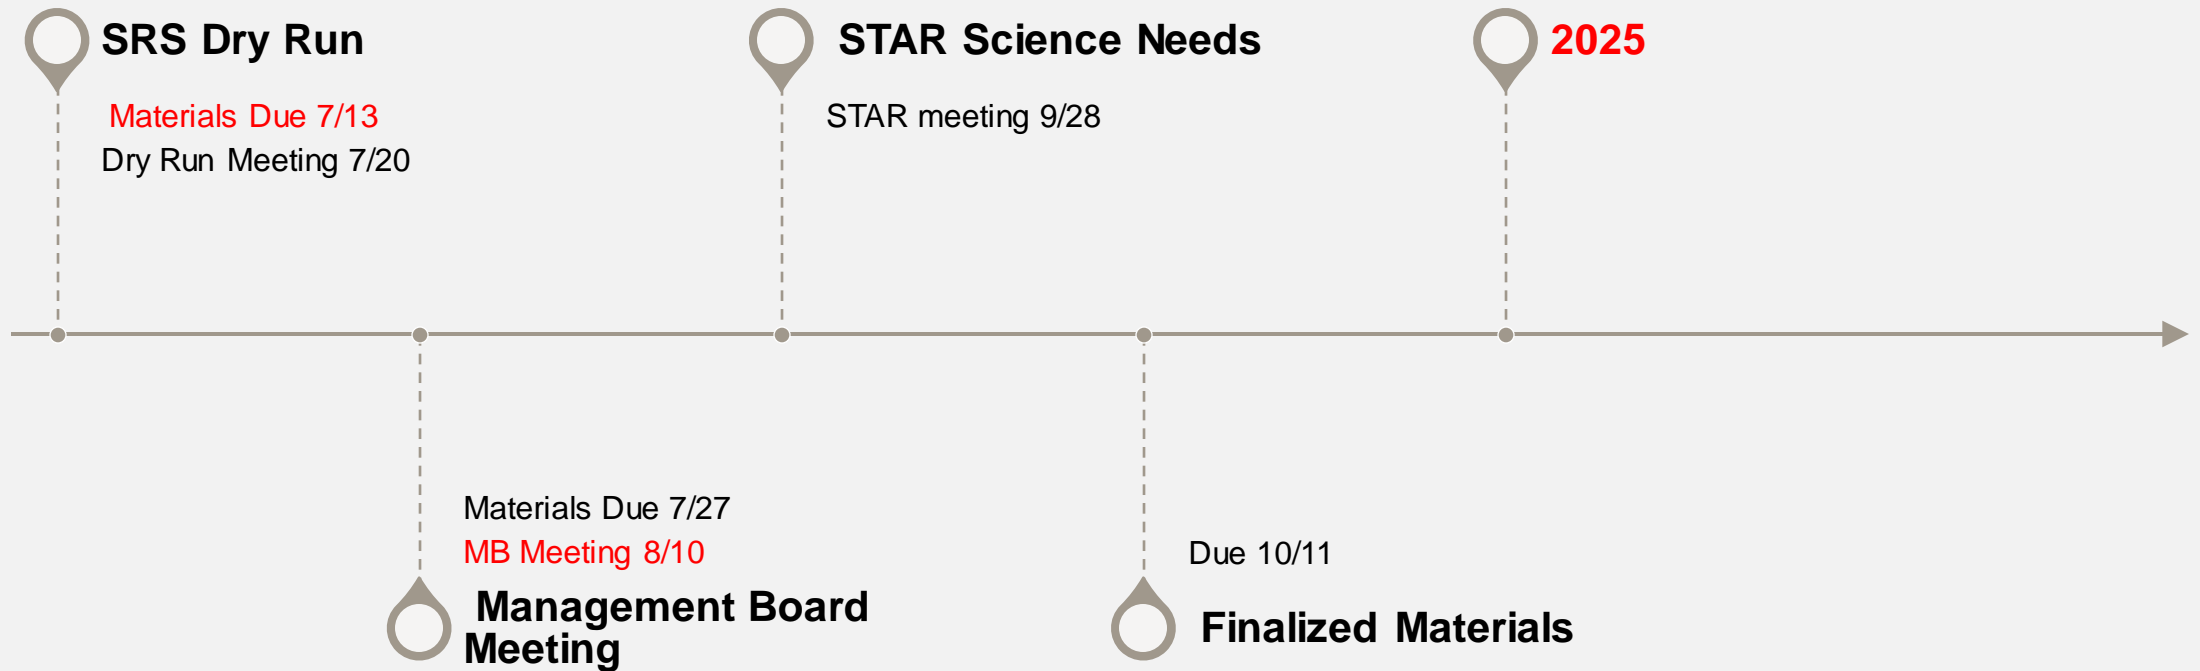 SRS Dry Run
Materials Due 7/13
Dry Run Meeting 7/20
Materials Due 7/27
MB Meeting 8/10
Management Board
Meeting
STAR Science Needs
STAR meeting 9/28
Due 10/11
Finalized Materials
2025